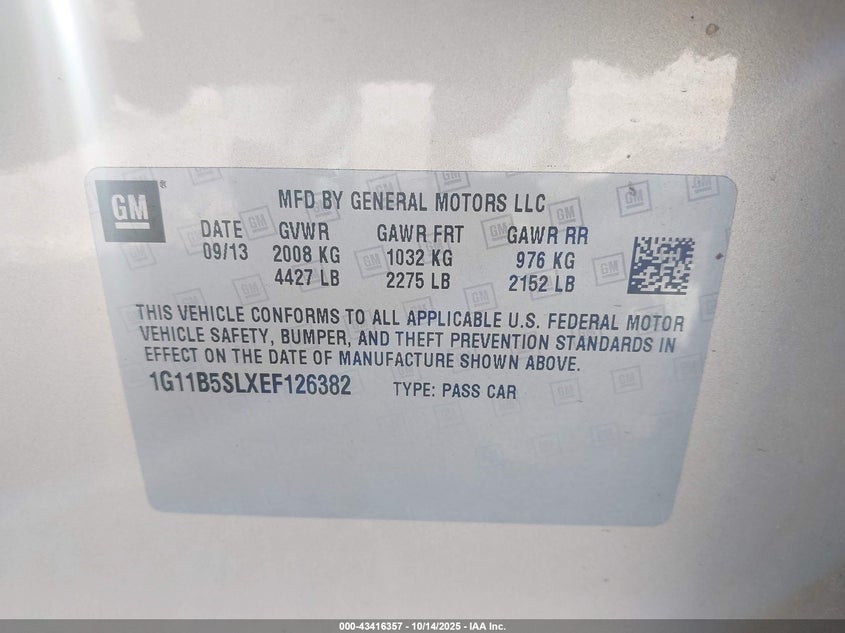 GM ®
MFD BY GENERAL MOTORS LLC
DATE GVWR GAWR FRT GAWR RR
09/13 2008 KG 1032 KG 976 KG
4427 LB 2275 LB 2152 LB
THIS VEHICLE CONFORMS TO ALL APPLICABLE U.S. FEDERAL MOTOR
VEHICLE SAFETY, BUMPER, AND THEFT PREVENTION STANDARDS IN
EFFECT ON THE DATE OF MANUFACTURE SHOWN ABOVE.
1G11B5SLXEF126382 TYPE: PASS CAR
000-43416357 - 10/14/2025 - IAA Inc.